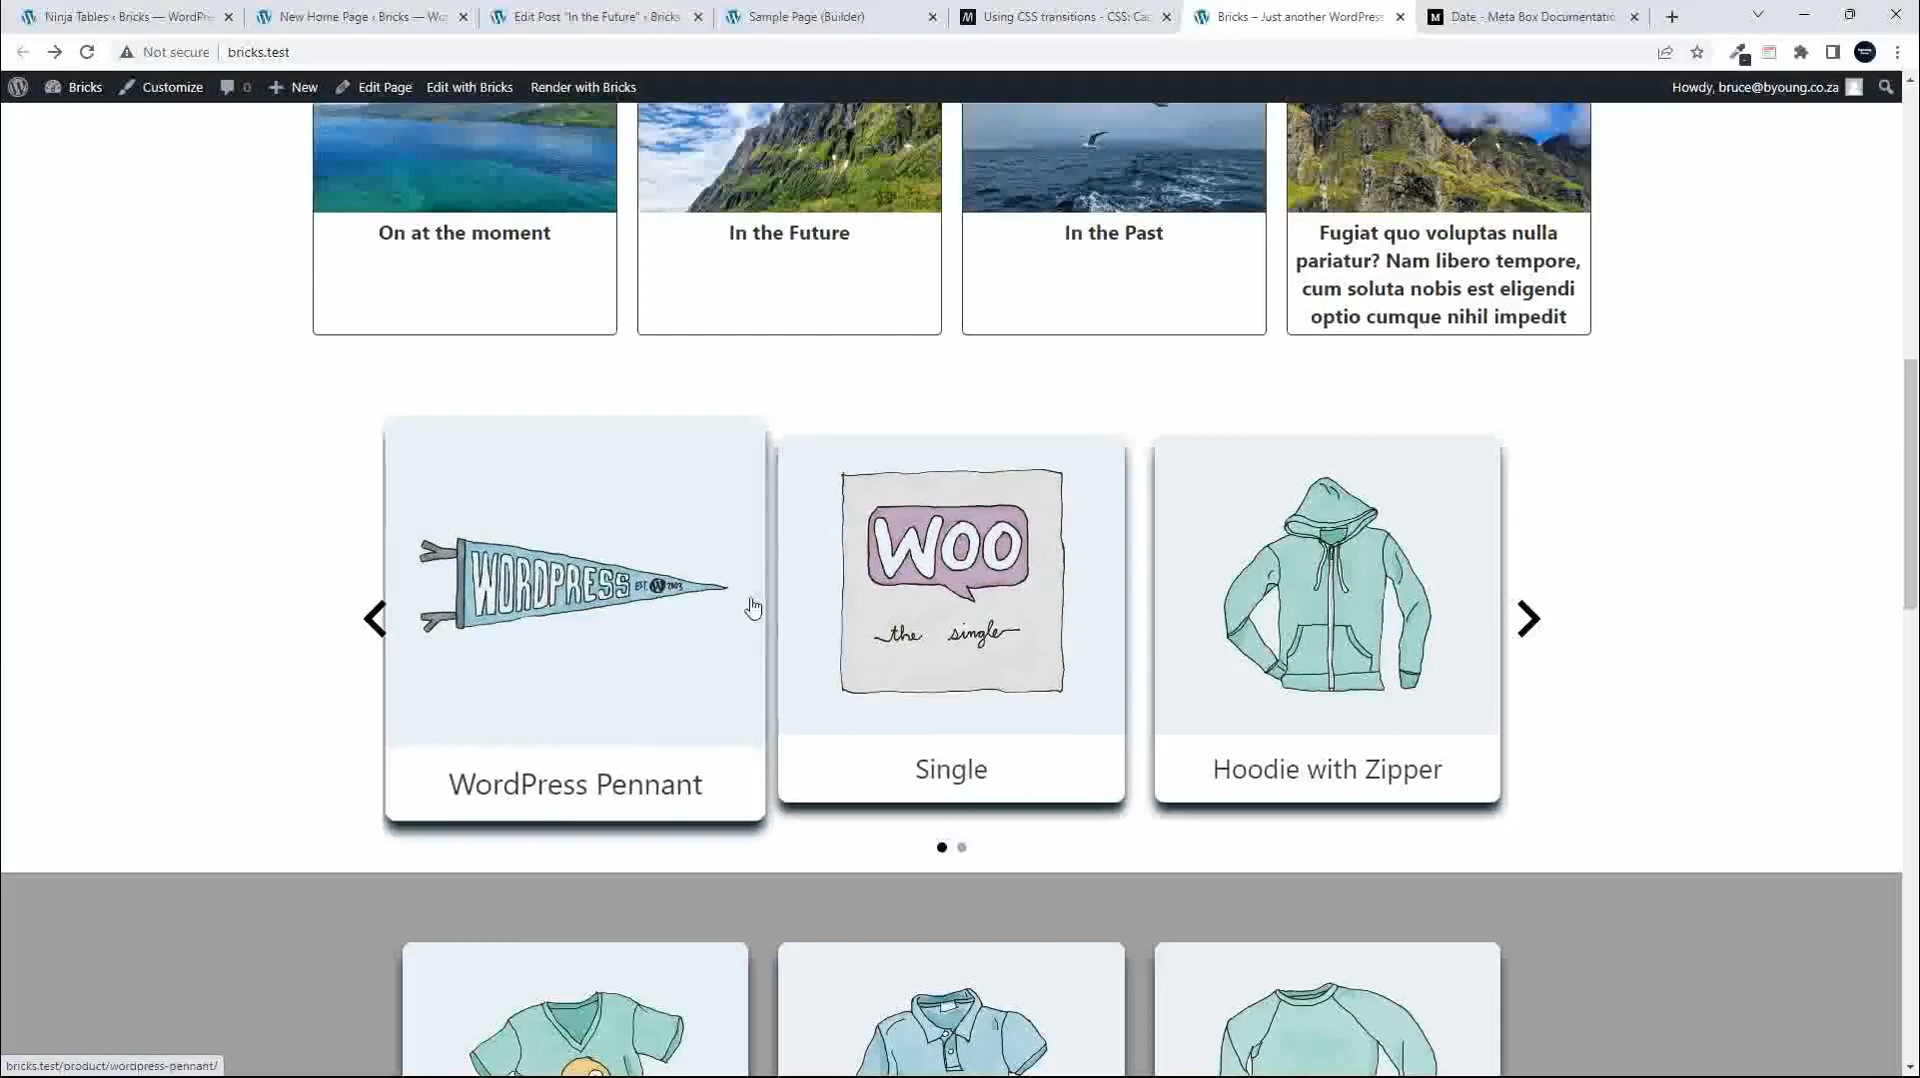 Ninja Tables ‹ Bricks — WordPre
New Home Page ‹ Bricks — Wo
Edit Post "In the Future" ‹ Bricks
Sample Page (Builder)
Using CSS transitions - CSS: Cas
Bricks – Just another WordPress
Date - Meta Box Documentatio
Not secure
bricks.test
Bricks
Customize
0
New
Edit Page
Edit with Bricks
Render with Bricks
Howdy, bruce@byoung.co.za
On at the moment
In the Future
In the Past
Fugiat quo voluptas nulla
pariatur? Nam libero tempore,
cum soluta nobis est eligendi
optio cumque nihil impedit
WORDPRESS EST. 2003
WOO
the single
WordPress Pennant
Single
Hoodie with Zipper
bricks.test/product/wordpress-pennant/